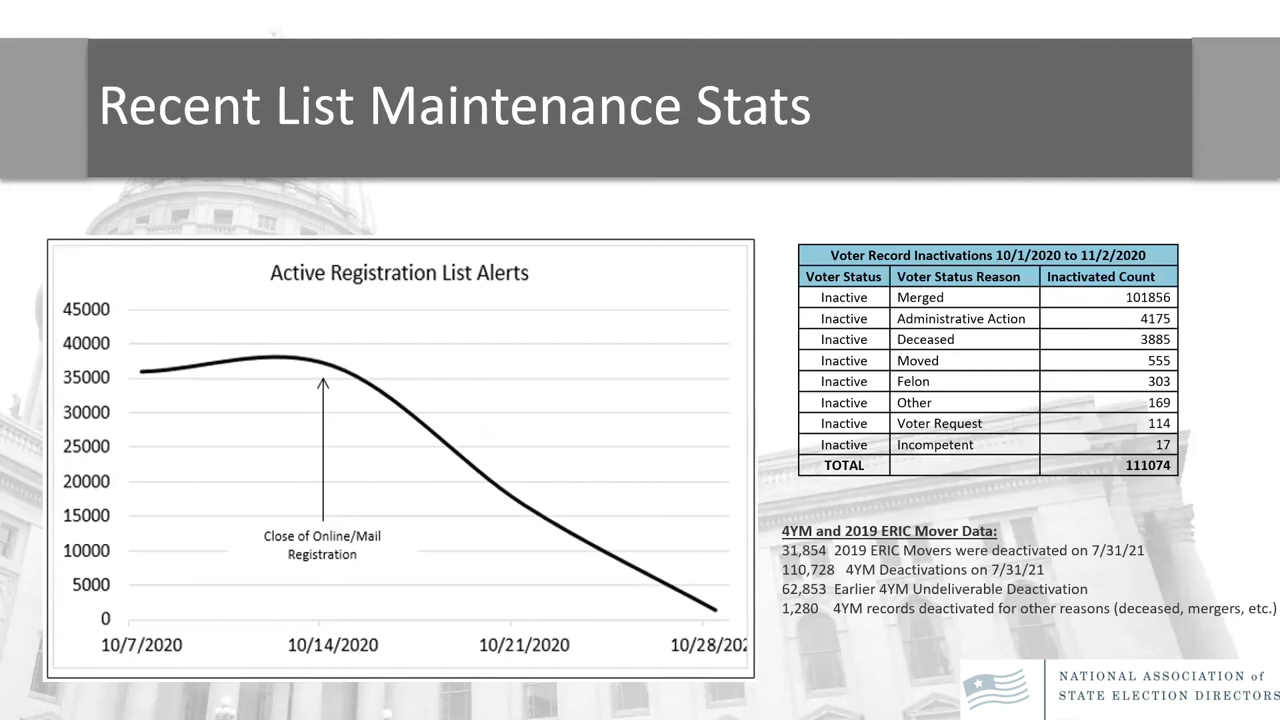 Recent List Maintenance Stats
Active Registration List Alerts
45000
40000
35000
30000
25000
20000
15000
10000
5000
0
Close of Online/Mail
Registration
10/7/2020 10/14/2020 10/21/2020 10/28/202
Voter Record Inactivations 10/1/2020 to 11/2/2020
Voter Status Voter Status Reason Inactivated Count
Inactive Merged 101856
Inactive Administrative Action 4175
Inactive Deceased 3885
Inactive Moved 555
Inactive Felon 303
Inactive Other 169
Inactive Voter Request 114
Inactive Incompetent 17
TOTAL 111074
4YM and 2019 ERIC Mover Data:
31,854 2019 ERIC Movers were deactivated on 7/31/21
110,728 4YM Deactivations on 7/31/21
62,853 Earlier 4YM Undeliverable Deactivation
1,280 4YM records deactivated for other reasons (deceased, mergers, etc.)
NATIONAL ASSOCIATION of
STATE ELECTION DIRECTORS